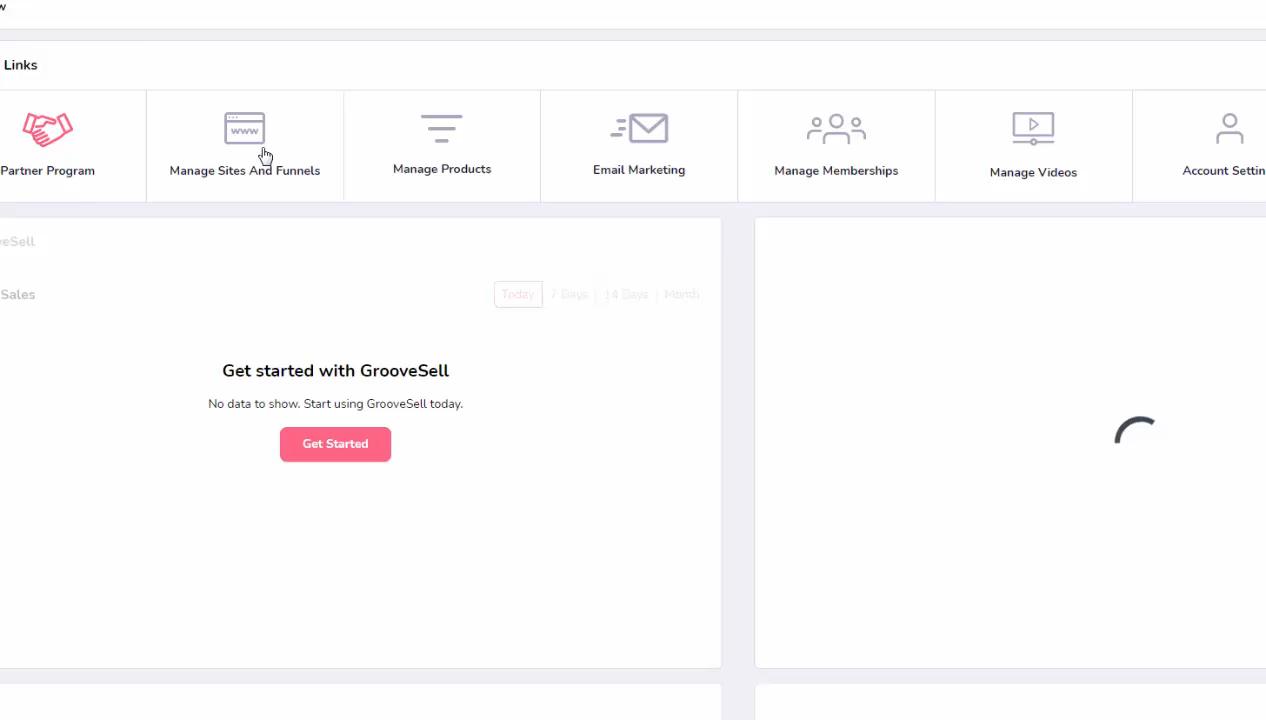 w
Links
www
Partner Program
Manage Sites And Funnels
Manage Products
Email Marketing
Manage Memberships
Manage Videos
Account Settin
veSell
Sales
Today
7 Days
14 Days
Month
Get started with GrooveSell
No data to show. Start using GrooveSell today.
Get Started